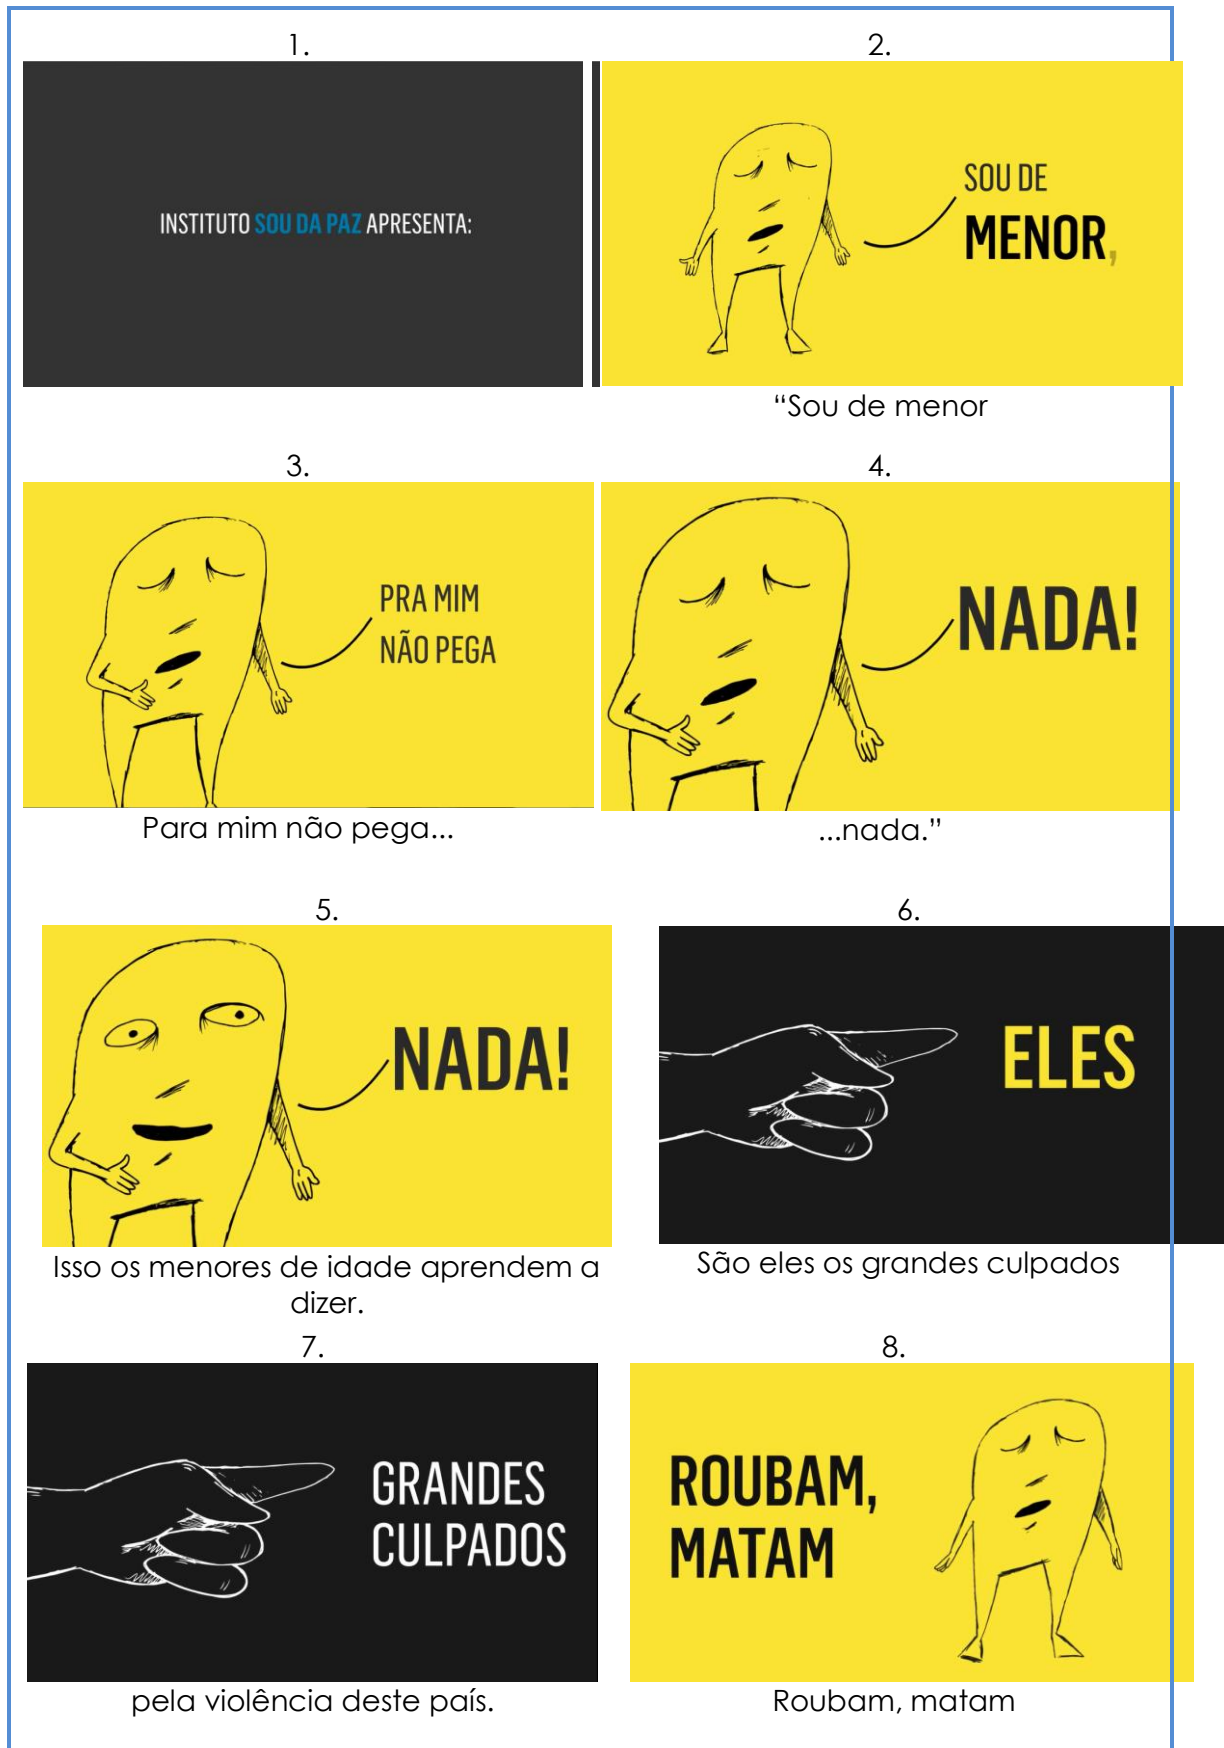 1.
INSTITUTO SOU DA PAZ APRESENTA:
2.
SOU DE
MENOR,
“Sou de menor
3.
PRA MIM
NÃO PEGA
Para mim não pega...
4.
NADA!
...nada.”
5.
NADA!
Isso os menores de idade aprendem a
dizer.
6.
ELES
São eles os grandes culpados
7.
GRANDES
CULPADOS
pela violência deste país.
8.
ROUBAM,
MATAM
Roubam, matam